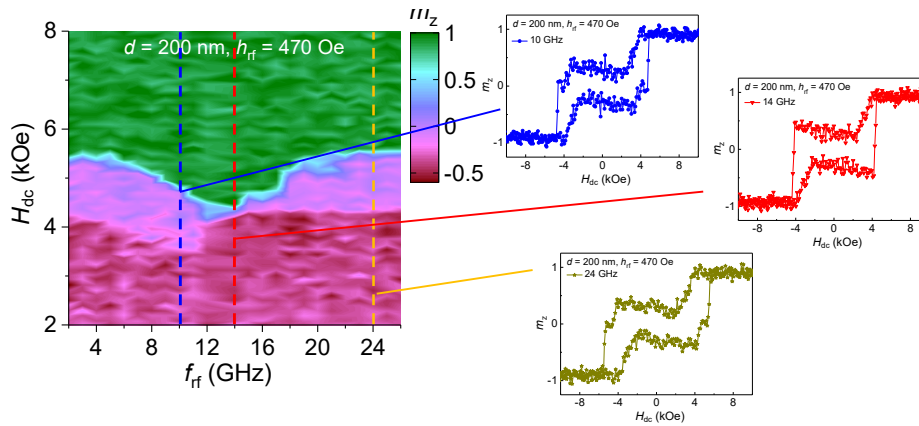 m_z
8
6
4
2
H_dc (kOe)
d = 200 nm, h_rf = 470 Oe
4 8 12 16 20 24
f_rf (GHz)
1
0.5
0
-0.5
d = 200 nm, h_rf = 470 Oe
10 GHz
1
0
-1
m_z
-8 -4 0 4 8
H_dc (kOe)
d = 200 nm, h_rf = 470 Oe
14 GHz
1
0
-1
m_z
-8 -4 0 4 8
H_dc (kOe)
d = 200 nm, h_rf = 470 Oe
24 GHz
1
0
-1
m_z
-8 -4 0 4 8
H_dc (kOe)